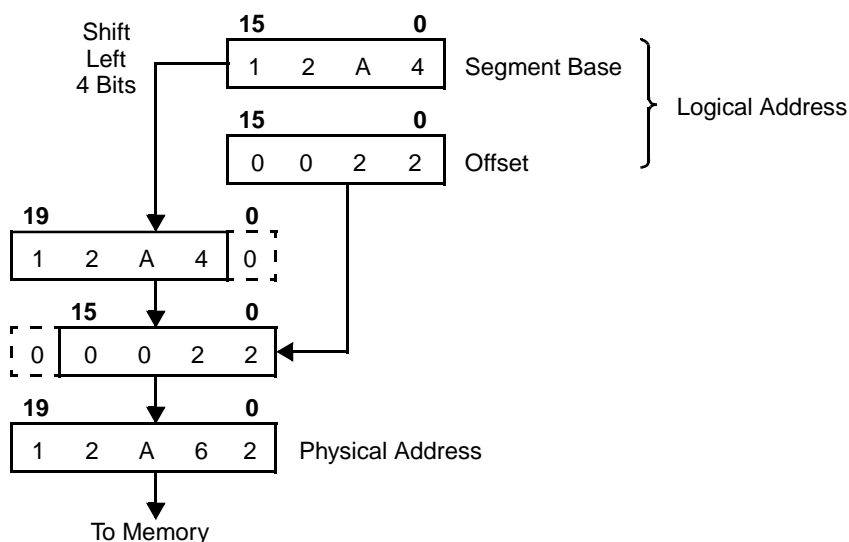 Shift
Left
4 Bits
15 0
1 2 A 4 Segment Base
Logical Address
15 0
0 0 2 2 Offset
19 0
1 2 A 4 0
15 0
0 0 0 2 2
19 0
1 2 A 6 2 Physical Address
To Memory